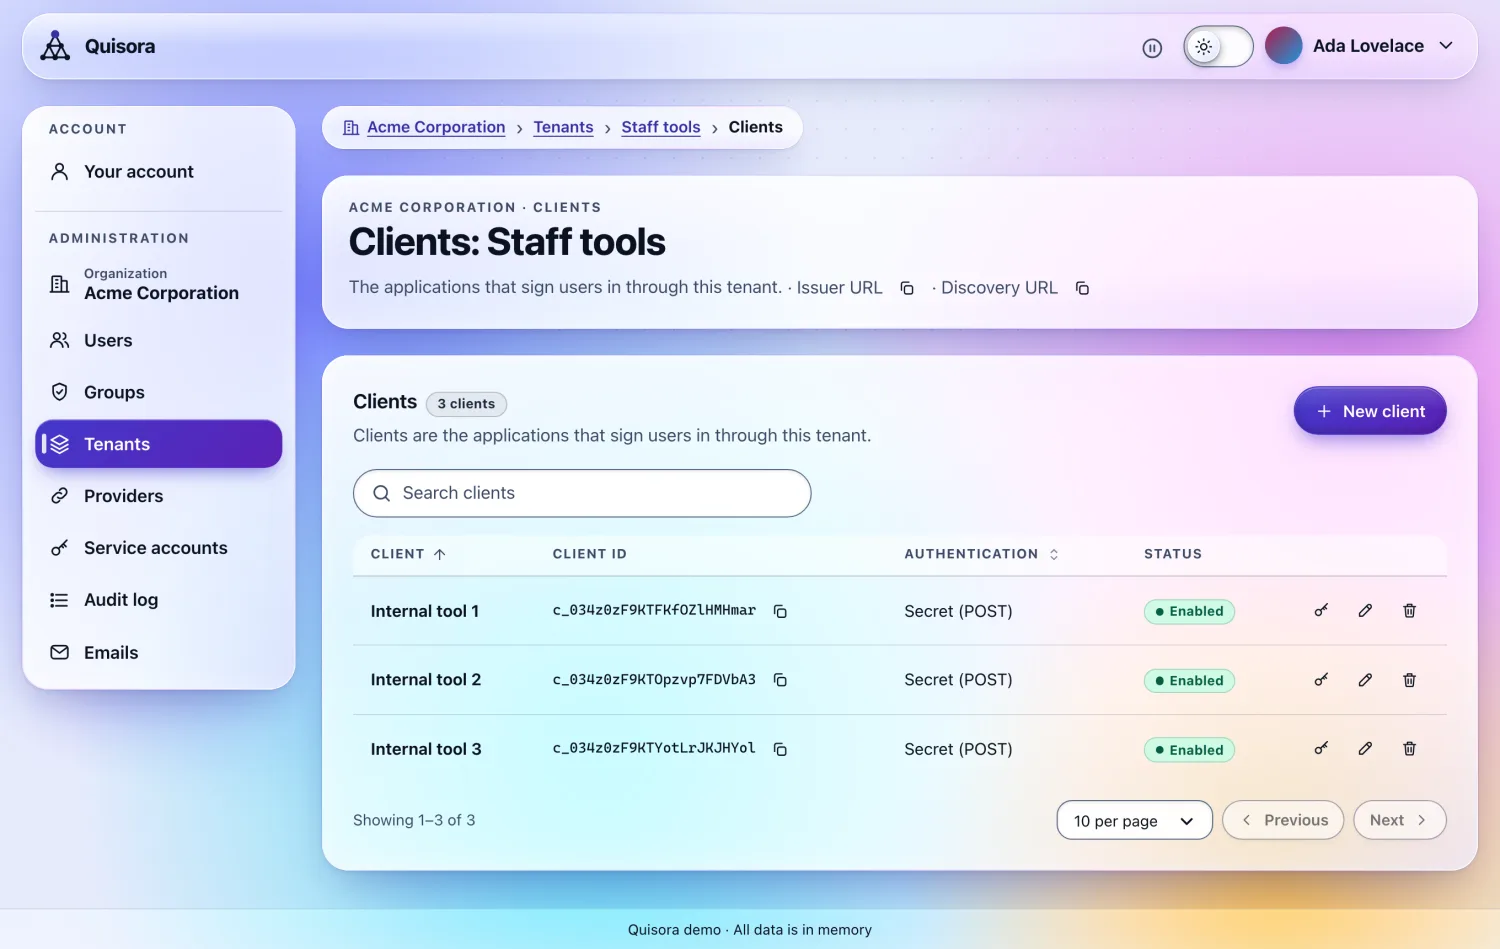 Quisora
Ada Lovelace
ACCOUNT
Your account
ADMINISTRATION
Organization
Acme Corporation
Users
Groups
Tenants
Providers
Service accounts
Audit log
Emails
Acme Corporation › Tenants › Staff tools › Clients
ACME CORPORATION · CLIENTS
Clients: Staff tools
The applications that sign users in through this tenant. · Issuer URL · Discovery URL
Clients 3 clients
Clients are the applications that sign users in through this tenant.
New client
Search clients
CLIENT CLIENT ID AUTHENTICATION STATUS
Internal tool 1 c_034z0zF9KTFKfOZlHMHmar Secret (POST) Enabled
Internal tool 2 c_034z0zF9KTOpzvp7FDVbA3 Secret (POST) Enabled
Internal tool 3 c_034z0zF9KTYotLrJKJHYol Secret (POST) Enabled
Showing 1–3 of 3
10 per page Previous Next
Quisora demo · All data is in memory